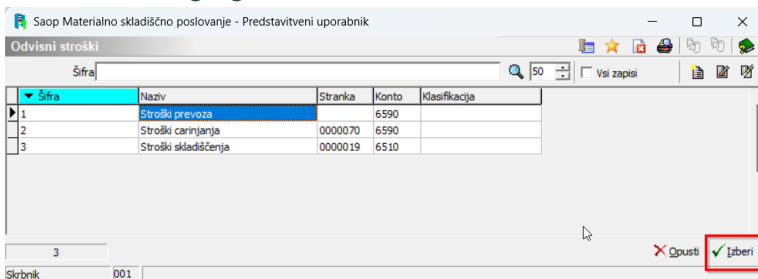 Saop Materialno skladiščno poslovanje - Predstavitveni uporabnik
Odvisni stroški
Šifra 50 Vsi zapisi
Šifra Naziv Stranka Konto Klasifikacija
1 Stroški prevoza 6590
2 Stroški carinjanja 0000070 6590
3 Stroški skladiščenja 0000019 6510
3 Opusti Izberi
Skrbnik 001